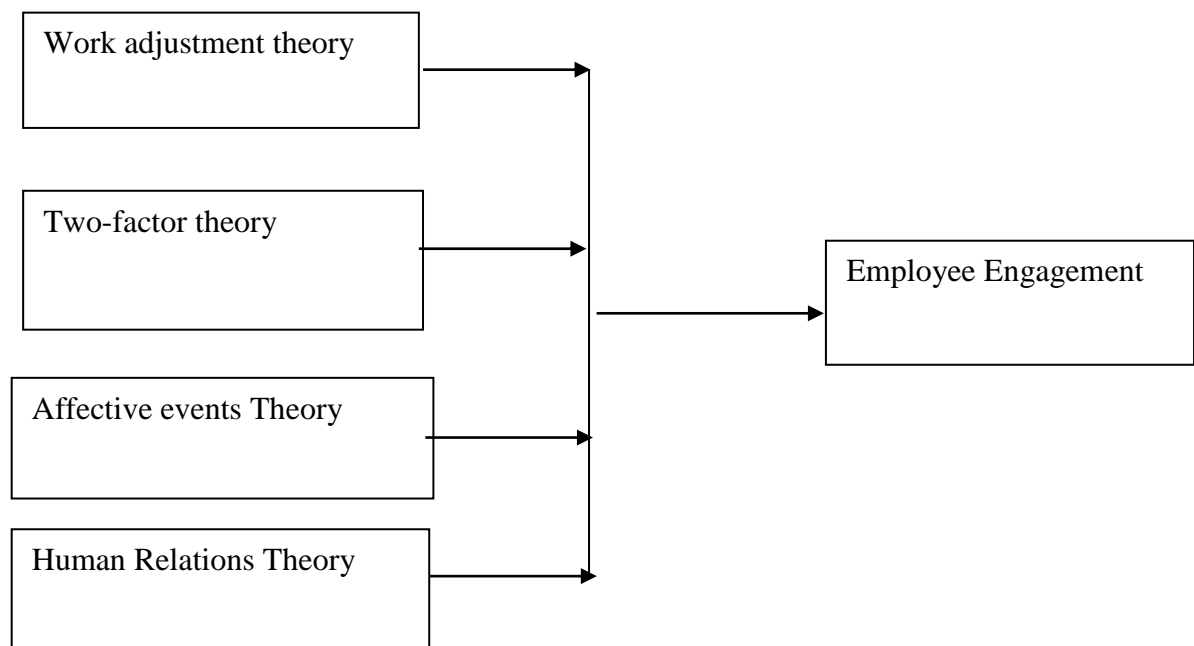 Work adjustment theory
Two-factor theory
Employee Engagement
Affective events Theory
Human Relations Theory